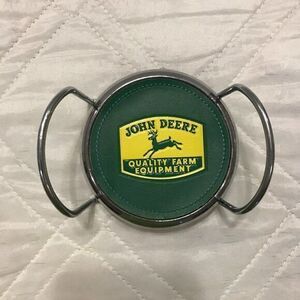 JOHN DEERE
QUALITY FARM
EQUIPMENT